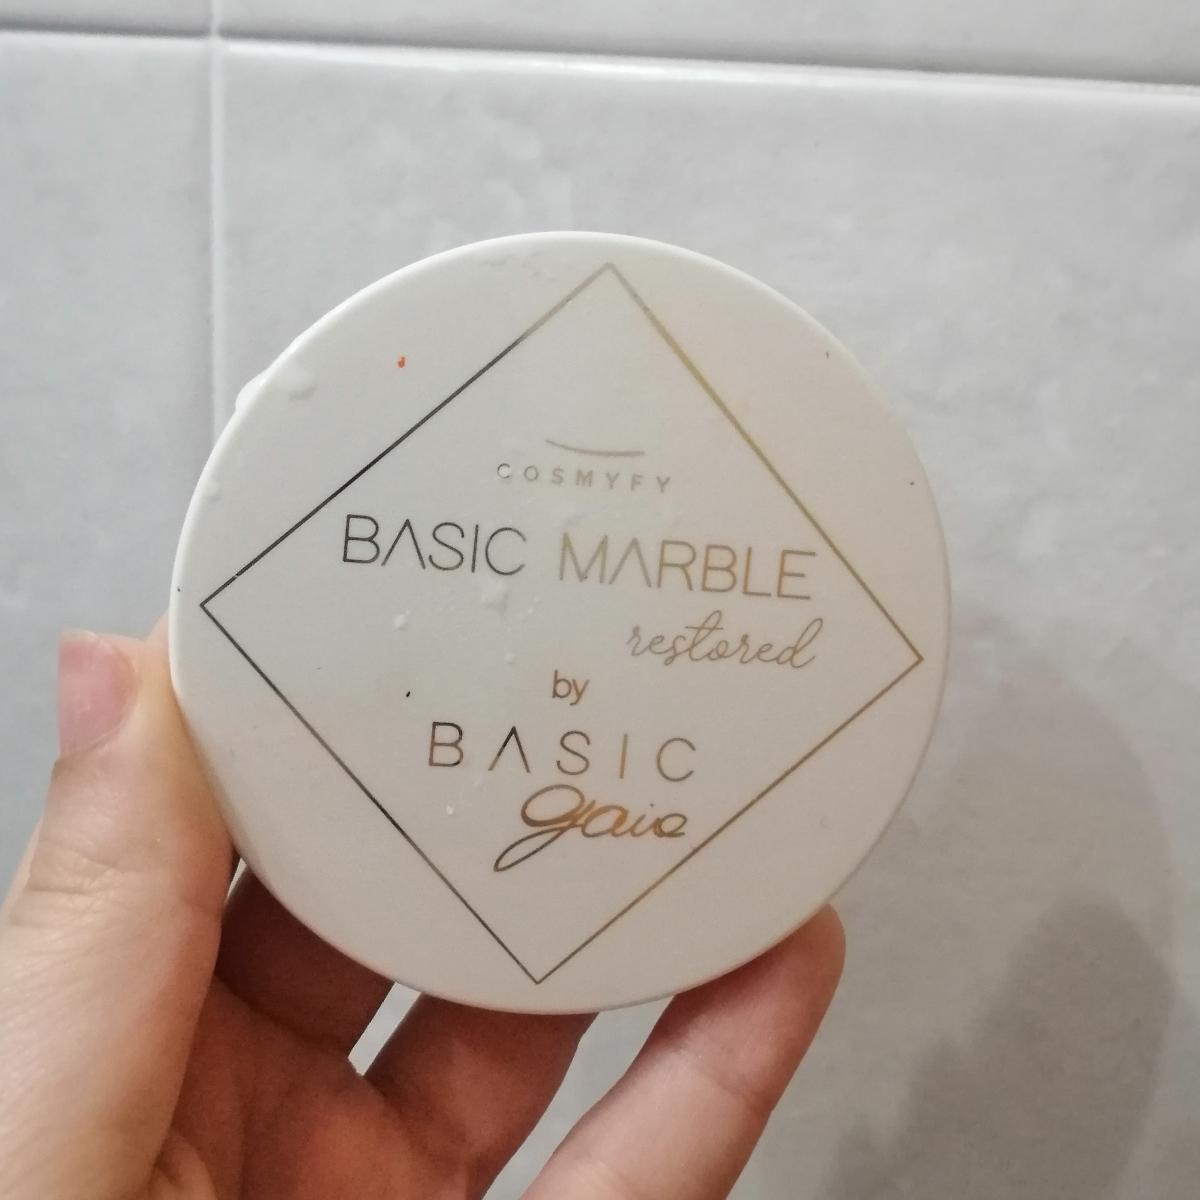 COSMYFY
BASIC MARBLE
restored
by
BASIC
gaia